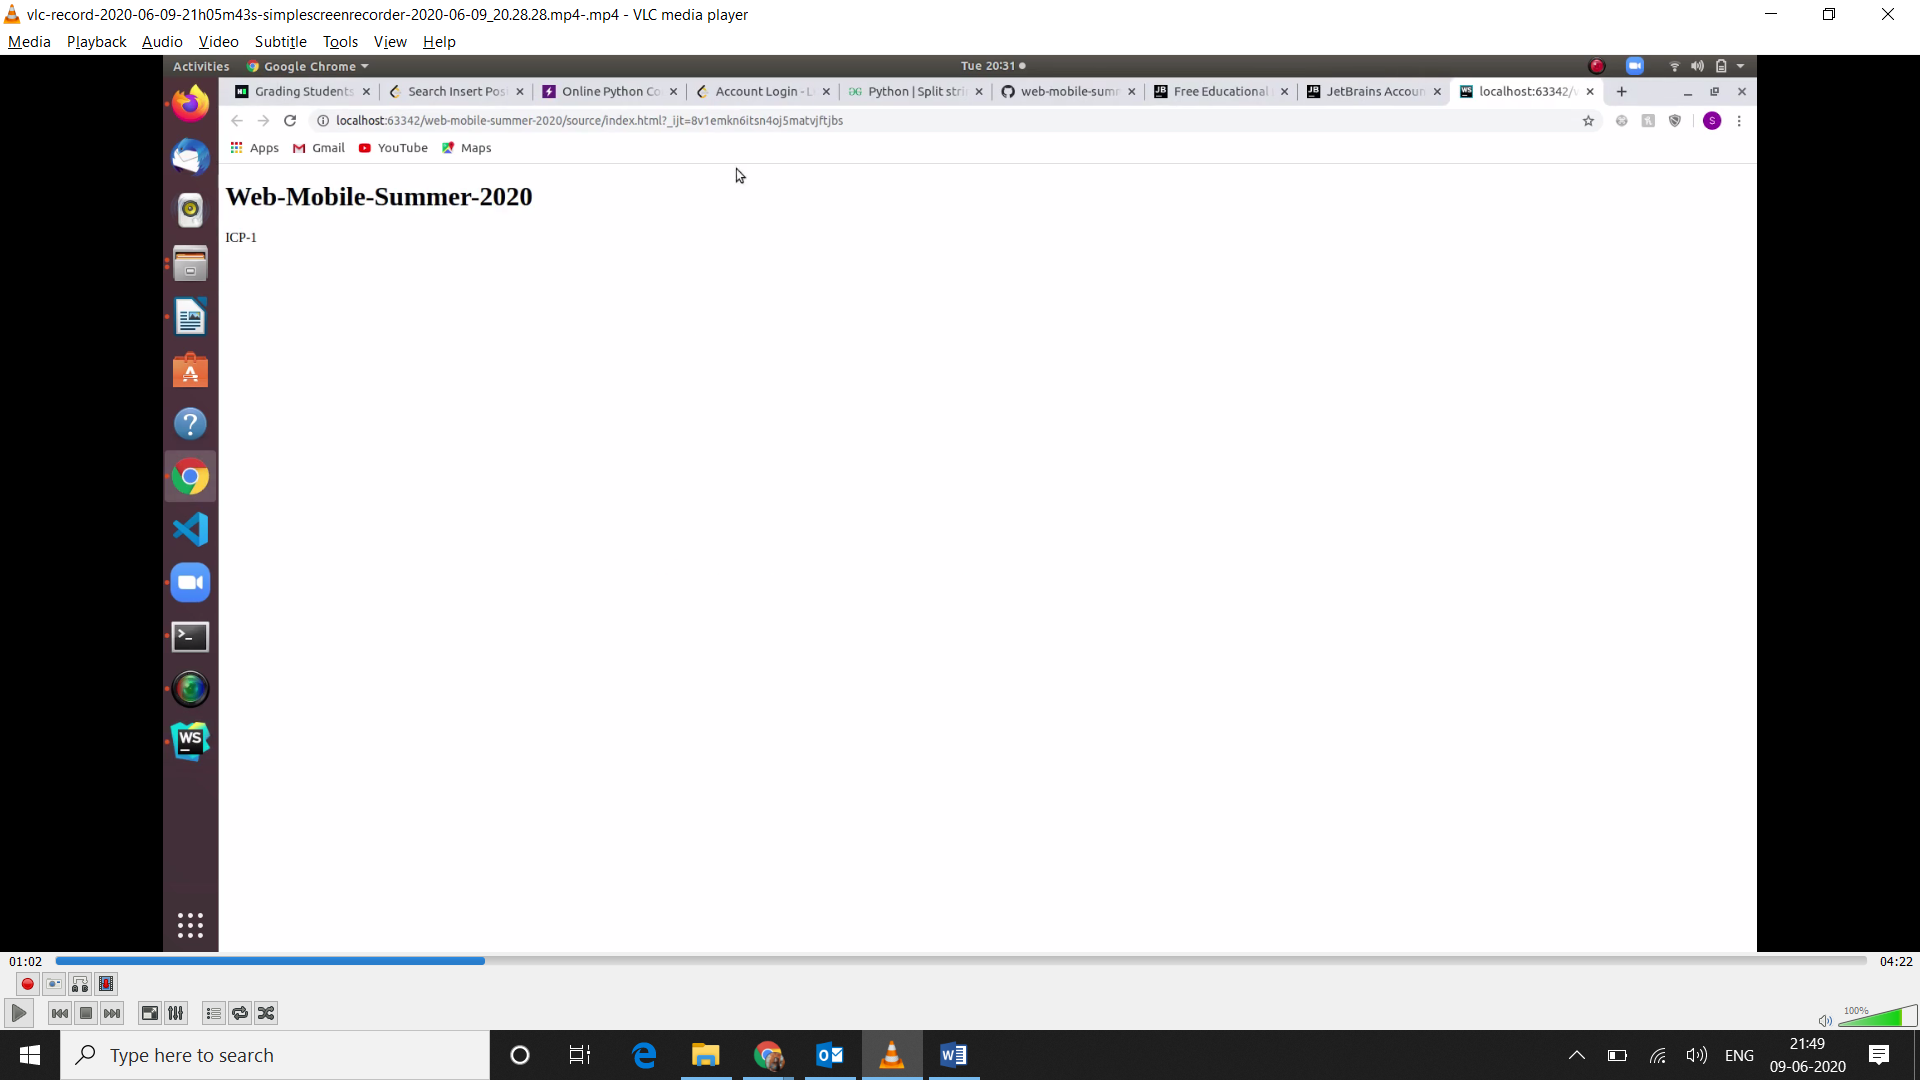 vlc-record-2020-06-09-21h05m43s-simplescreenrecorder-2020-06-09_20.28.28.mp4-.mp4 - VLC media player
Media Playback Audio Video Subtitle Tools View Help
Activities Google Chrome Tue 20:31
Grading Students Search Insert Posi Online Python Co Account Login - L Python | Split stri web-mobile-summ Free Educational JetBrains Accoun localhost:63342/
localhost:63342/web-mobile-summer-2020/source/index.html?_ijt=8v1emkn6itsn4oj5matvjftjbs
S
Apps Gmail YouTube Maps
Web-Mobile-Summer-2020
ICP-1
WS
01:02 04:22
100%
Type here to search
ENG
21:49
09-06-2020